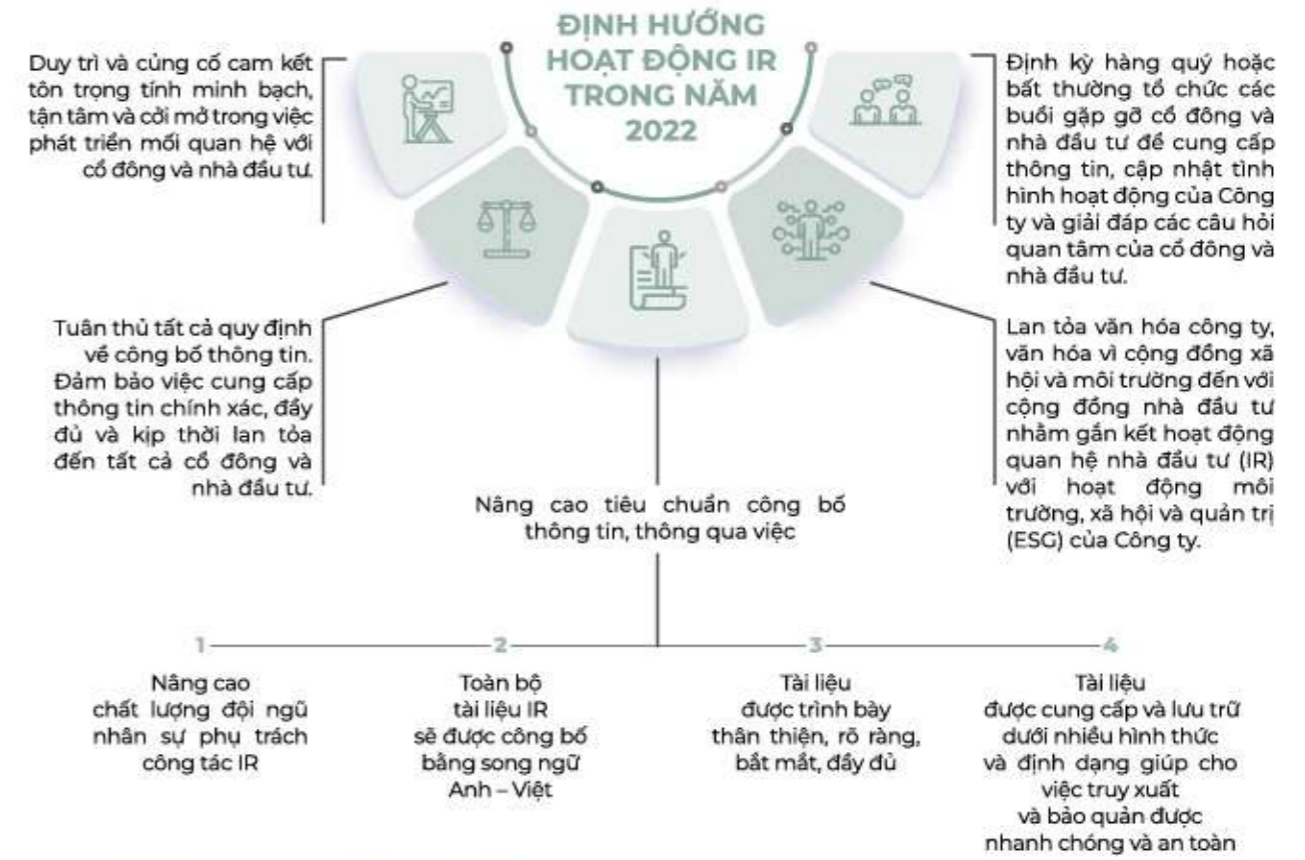 ĐỊNH HƯỚNG
HOẠT ĐỘNG IR
TRONG NĂM
2022
Duy trì và củng cố cam kết
tôn trọng tính minh bạch,
tận tâm và cởi mở trong việc
phát triển mối quan hệ với
cổ đông và nhà đầu tư.
Tuân thủ tất cả quy định
về công bố thông tin.
Đảm bảo việc cung cấp
thông tin chính xác, đầy
đủ và kịp thời lan tỏa
đến tất cả cổ đông và
nhà đầu tư.
Nâng cao tiêu chuẩn công bố
thông tin, thông qua việc
Định kỳ hàng quý hoặc
bất thường tổ chức các
buổi gặp gỡ cổ đông và
nhà đầu tư để cung cấp
thông tin, cập nhật tình
hình hoạt động của Công
ty và giải đáp các câu hỏi
quan tâm của cổ đông và
nhà đầu tư.
Lan tỏa văn hóa công ty,
văn hóa vì cộng đồng xã
hội và môi trường đến với
cộng đồng nhà đầu tư
nhằm gắn kết hoạt động
quan hệ nhà đầu tư (IR)
với hoạt động môi
trường, xã hội và quản trị
(ESG) của Công ty.
1
Nâng cao
chất lượng đội ngũ
nhân sự phụ trách
công tác IR
2
Toàn bộ
tài liệu IR
sẽ được công bố
bằng song ngữ
Anh – Việt
3
Tài liệu
được trình bày
thân thiện, rõ ràng,
bắt mắt, đầy đủ
4
Tài liệu
được cung cấp và lưu trữ
dưới nhiều hình thức
và định dạng giúp cho
việc truy xuất
và bảo quản được
nhanh chóng và an toàn